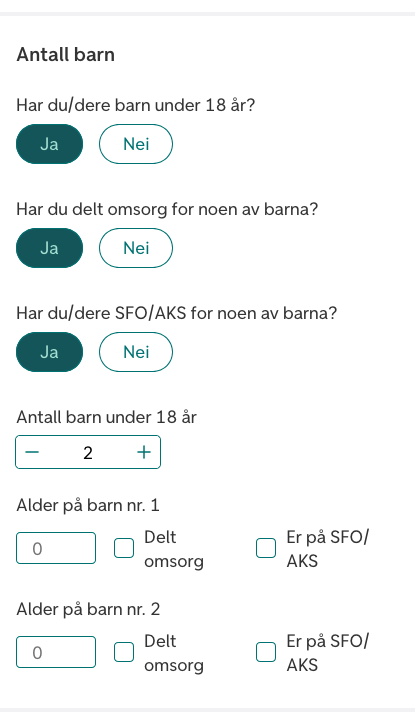 Antall barn
Har du/dere barn under 18 år?
Ja Nei
Har du delt omsorg for noen av barna?
Ja Nei
Har du/dere SFO/AKS for noen av barna?
Ja Nei
Antall barn under 18 år
− 2 +
Alder på barn nr. 1
0 Delt omsorg Er på SFO/
AKS
Alder på barn nr. 2
0 Delt omsorg Er på SFO/
AKS